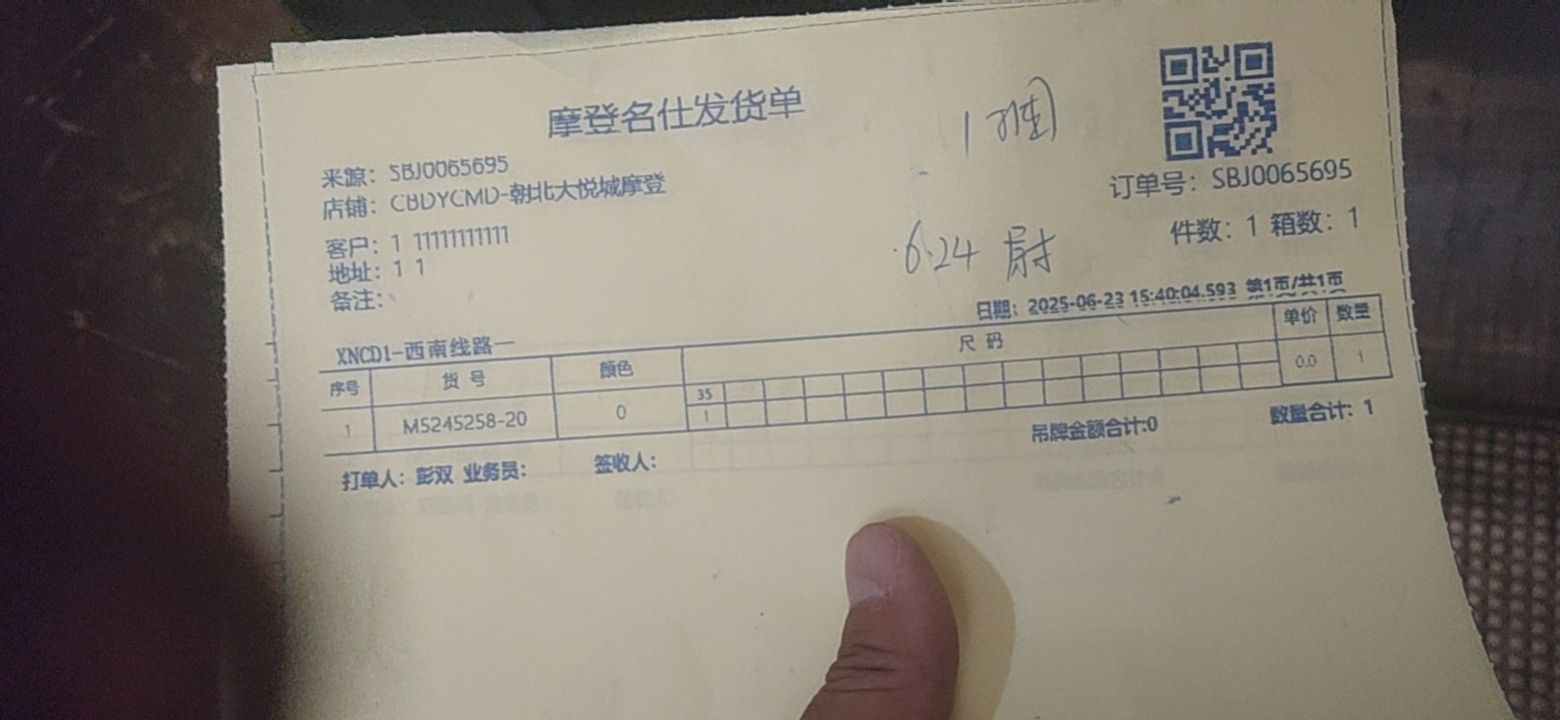 摩登名仕发货单
来源: SBJ0065695
店铺: CBDYCMD-朝北大悦城摩登
订单号: SBJ0065695
客户: 1 11111111111
件数: 1 箱数: 1
地址: 1 1
6.24
备注:
日期: 2025-06-23 15:40:04.593 第1页/共1页
XNCD1-西南线路一
序号 货号 颜色 尺码 单价 数量
35
1 M5245258-20 0 1 0.0 1
吊牌金额合计:0 数量合计: 1
打单人: 彭双 业务员: 签收人: